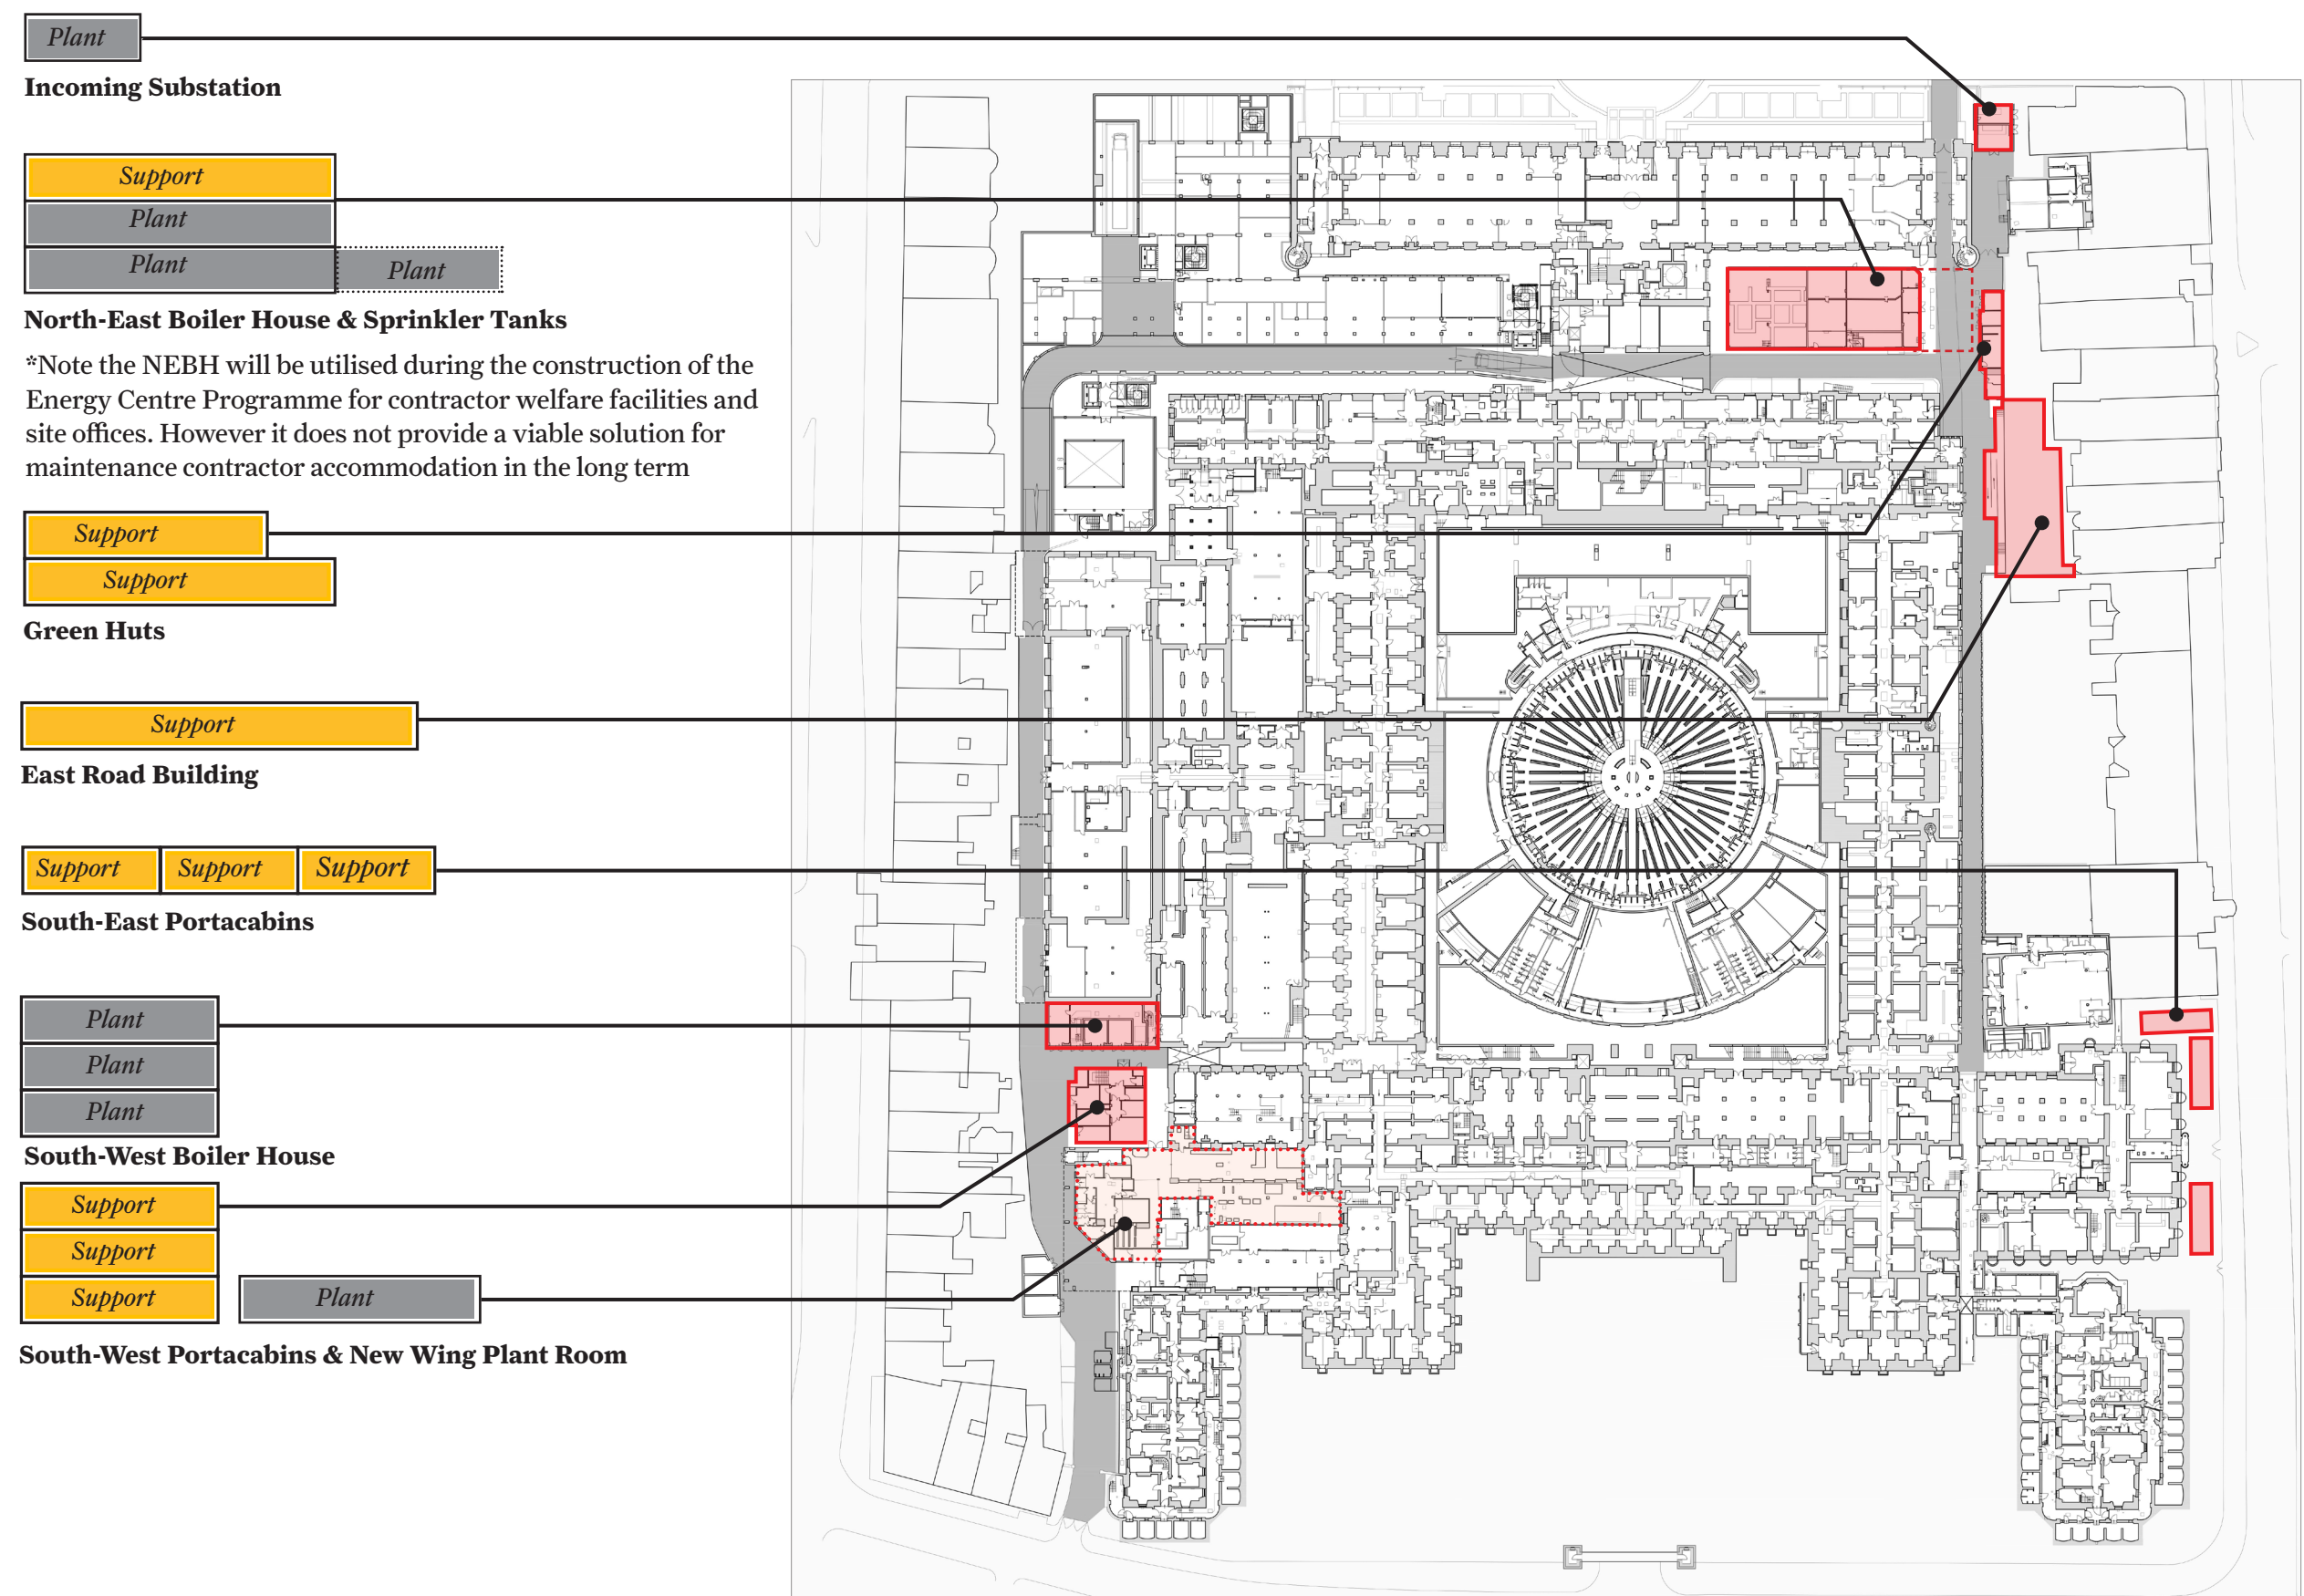 Plant
Incoming Substation
Support
Plant
Plant
Plant
North-East Boiler House & Sprinkler Tanks
*Note the NEBH will be utilised during the construction of the
Energy Centre Programme for contractor welfare facilities and
site offices. However it does not provide a viable solution for
maintenance contractor accommodation in the long term
Support
Support
Green Huts
Support
East Road Building
Support Support Support
South-East Portacabins
Plant
Plant
Plant
South-West Boiler House
Support
Support
Support Plant
South-West Portacabins & New Wing Plant Room